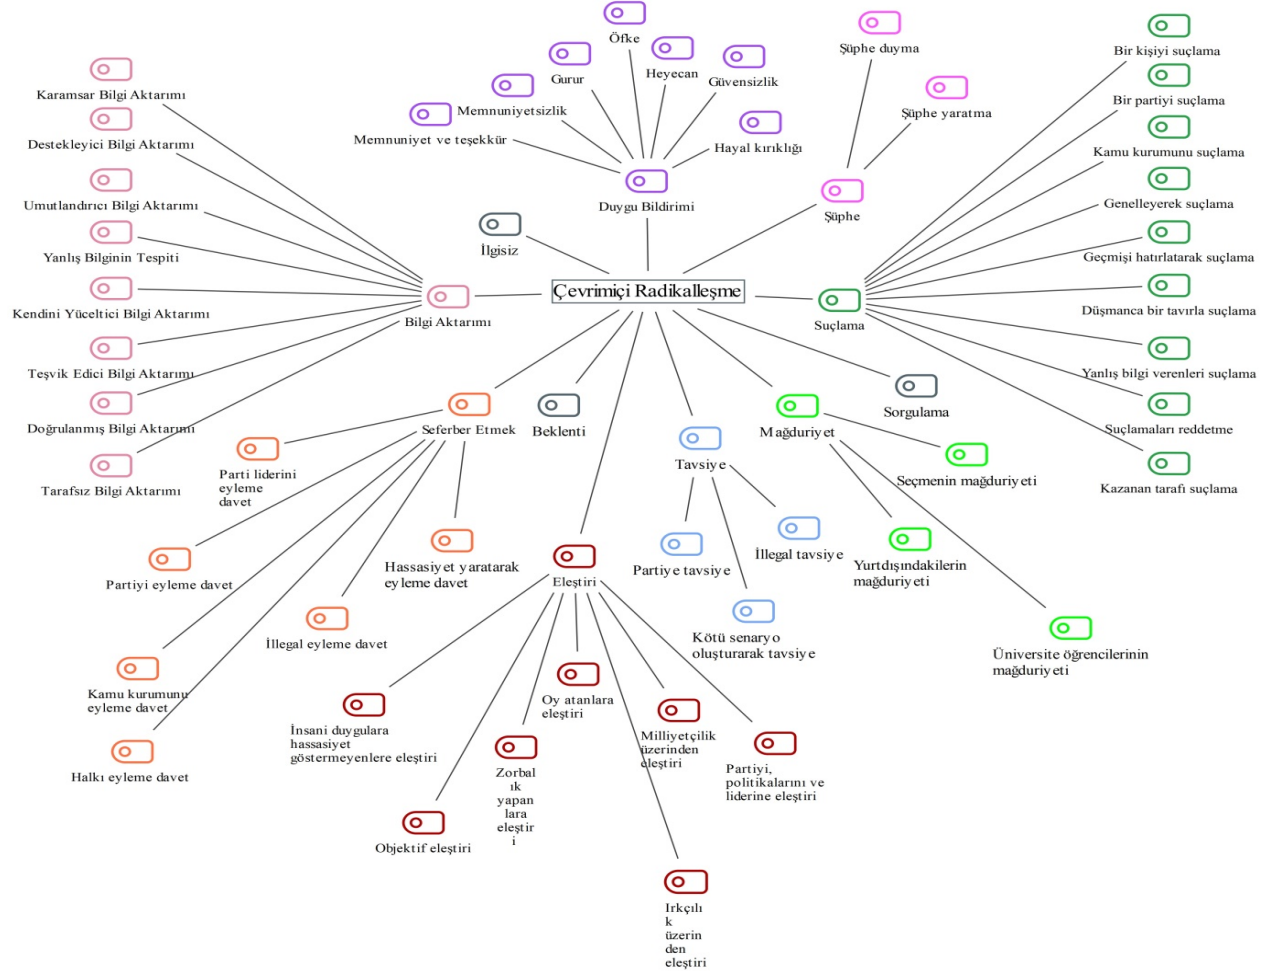 Öfke
Heyecan
Gurur
Güvensizlik
Memnuniyetsizlik
Memnuniyet ve teşekkür
Hayal kırıklığı
Duygu Bildirimi
Şüphe duyma
Şüphe yaratma
Şüphe
Bir kişiyi suçlama
Bir partiyi suçlama
Kamu kurumunu suçlama
Genelleyerek suçlama
Geçmişi hatırlatarak suçlama
Düşmanca bir tavırla suçlama
Yanlış bilgi verenleri suçlama
Suçlamaları reddetme
Kazanan tarafı suçlama
Suçlama
Karamsar Bilgi Aktarımı
Destekleyici Bilgi Aktarımı
Umutlandırıcı Bilgi Aktarımı
Yanlış Bilginin Tespiti
Kendini Yüceltici Bilgi Aktarımı
Teşvik Edici Bilgi Aktarımı
Doğrulanmış Bilgi Aktarımı
Tarafsız Bilgi Aktarımı
Bilgi Aktarımı
İlgisiz
Çevrimiçi Radikalleşme
Seferber Etmek
Beklenti
Sorgulama
Mağduriyet
Tavsiye
Parti liderini
eyleme
davet
Partiyi eyleme davet
Kamu kurumunu
eyleme davet
Halkı eyleme davet
İllegal eyleme davet
Hassasiyet yaratarak
eyleme davet
Seçmenin mağduriyeti
Yurtdışındakilerin
mağduriyeti
Üniversite öğrencilerinin
mağduriyeti
İllegal tavsiye
Partiye tavsiye
Kötü senaryo
oluşturarak tavsiye
Eleştiri
İnsani duygulara
hassasiyet
göstermeyenlere eleştiri
Objektif eleştiri
Zorbal
ık
yapan
lara
eleştir
i
Oy atanlara
eleştiri
Milliyetçilik
üzerinden
eleştiri
Partiyi,
politikalarını ve
liderine eleştiri
Irkçılı
k
üzerin
den
eleştiri